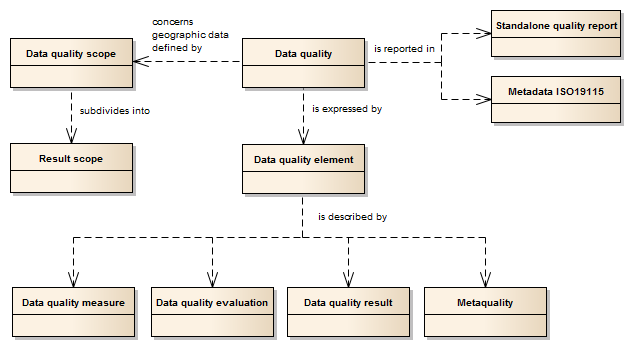 concerns
geographic data
defined by
Standalone quality report
Data quality scope
Data quality
is reported in
Metadata ISO19115
subdivides into
is expressed by
Result scope
Data quality element
is described by
Data quality measure
Data quality evaluation
Data quality result
Metaquality